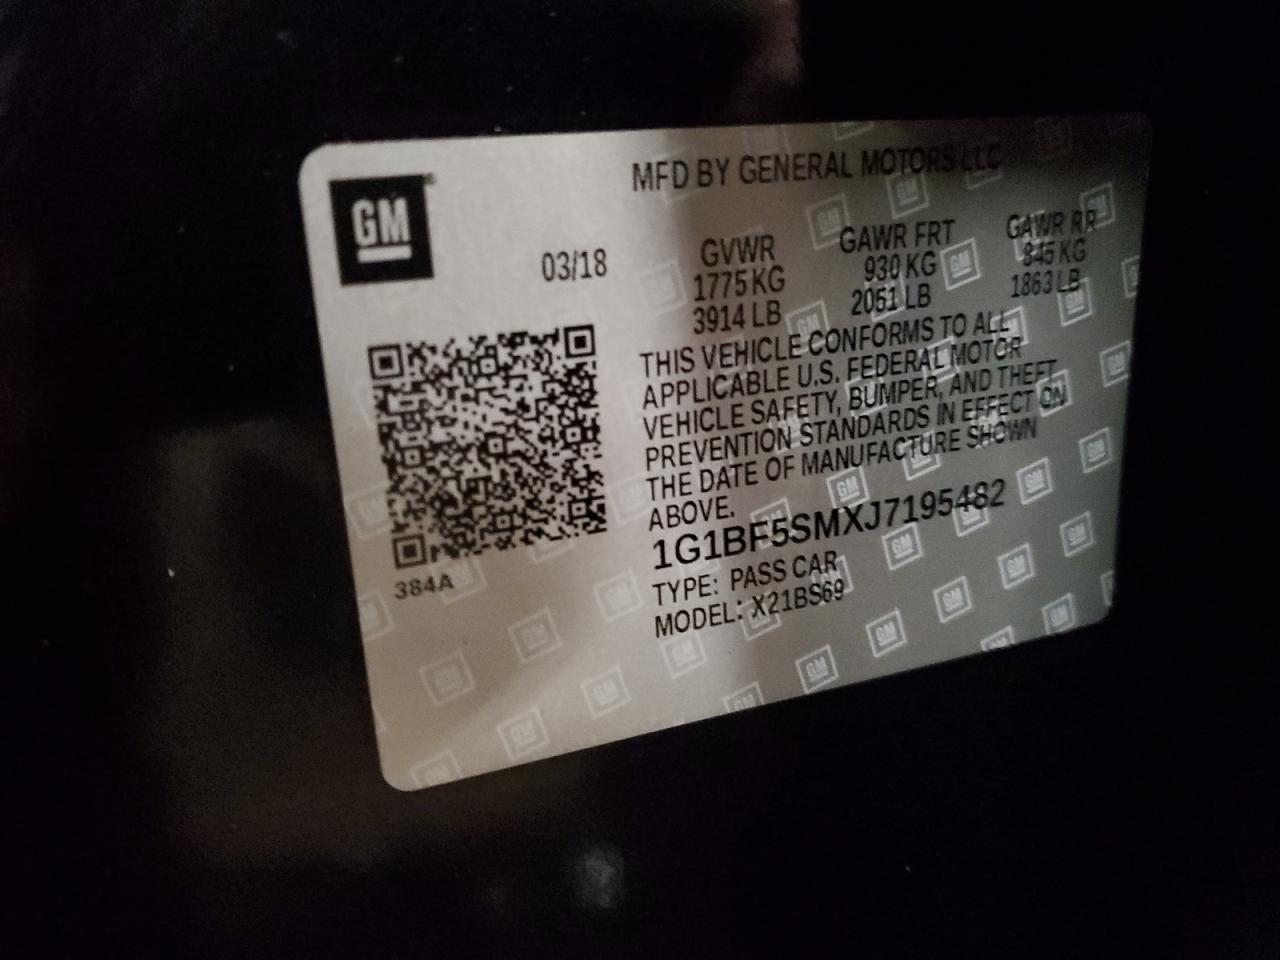 GM
MFD BY GENERAL MOTORS LLC
03/18
GVWR GAWR FRT GAWR RR
1775 KG 930 KG 845 KG
3914 LB 2051 LB 1863 LB
THIS VEHICLE CONFORMS TO ALL
APPLICABLE U.S. FEDERAL MOTOR
VEHICLE SAFETY, BUMPER, AND THEFT
PREVENTION STANDARDS IN EFFECT ON
THE DATE OF MANUFACTURE SHOWN
ABOVE.
1G1BF5SMXJ7195482
TYPE: PASS CAR
MODEL: X21BS69
384A